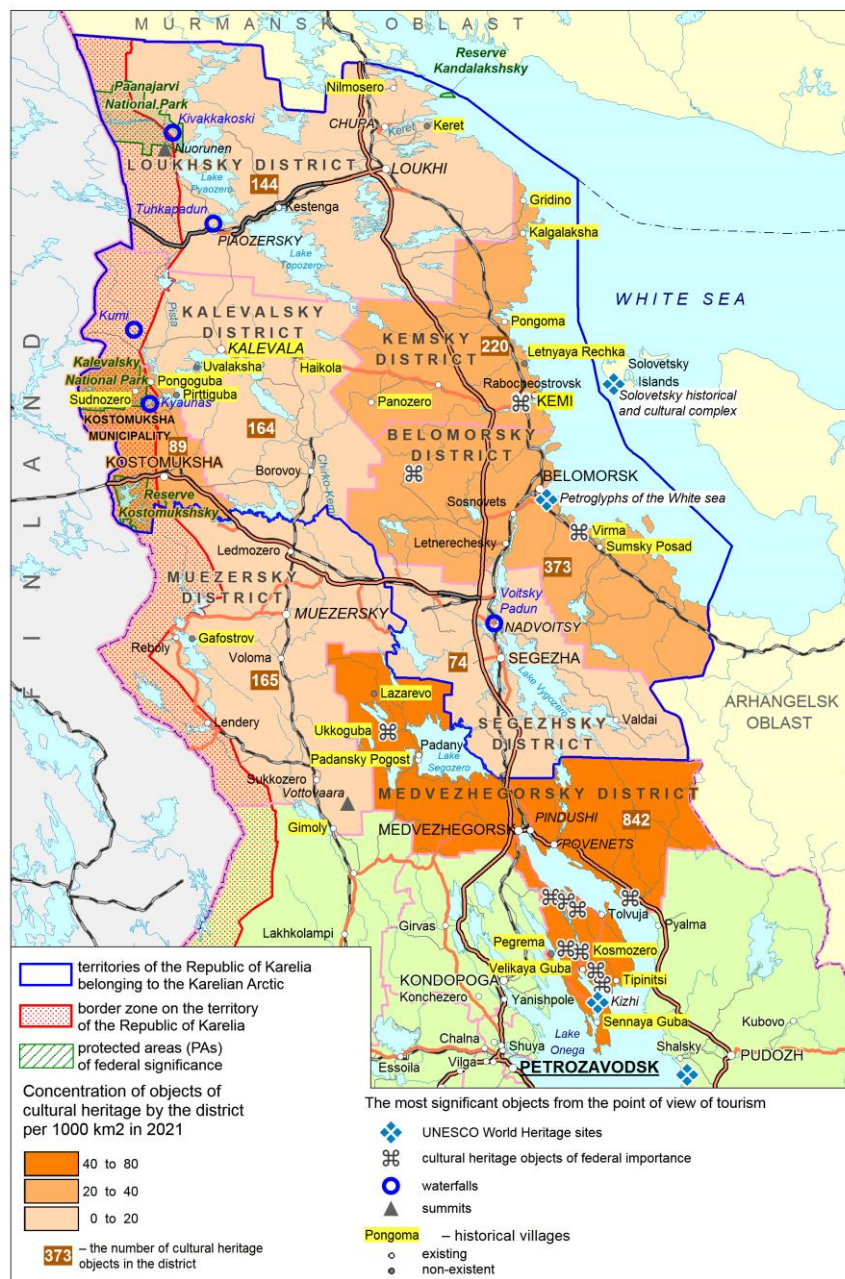 MURMANSK OBLAST
Reserve
Kandalakshsky
Nilmosero
Paanajarvi
National Park
Kivakkakoski
CHUPA
Keret
Keret
Nuorunen
LOUKHSKY DISTRICT
LOUKHI
Lake
Pyaozero
144
Gridino
Tuhkapadun
Kestenga
Kalgalaksha
PIAOZERSKY
Lake
Topozero
WHITE SEA
FINLAND
Pista
KALEVALSKY
DISTRICT
Kumi
KEMSKY
DISTRICT
Pongoma
220
KALEVALA
Letnyaya Rechka
Kalevalsky
National Park
Uvalaksha
Haikola
Solovetsky
Islands
Pongoguba
Rabocheostrovsk
Sudnozero
Pirttiguba
Panozero
KEMI
Solovetsky historical
and cultural complex
Kyaunas
KOSTOMUKSHA
MUNICIPALITY
164
BELOMORSKY
DISTRICT
89
KOSTOMUKSHA
Borovoy
Chirko-Kem
BELOMORSK
Reserve
Kostomukshsky
Sosnovets
Petroglyphs of the White sea
Virma
Letnerechesky
Sumsky Posad
Ledmozero
373
MUEZERSKY
DISTRICT
Voitsky
Padun
MUEZERSKY
NADVOITSY
Reboly
Gafostrov
Voloma
74
SEGEZHA
165
Lake Vygozero
ARHANGELSK
OBLAST
Lazarevo
Lendery
Ukkoguba
SEGEZHSKY
DISTRICT
Valdai
Padany
Padansky Pogost
Lake
Segozero
Sukkozero
Vottovaara
MEDVEZHEGORSKY DISTRICT
PINDUSHI
842
Gimoly
MEDVEZHEGORSK
POVENETS
Tolvuja
Lakhkolampi
Girvas
Pyalma
Pegrema
Kosmozero
Velikaya Guba
KONDOPOGA
Tipinitsi
Konchezero
Yanishpole
Kizhi
Sennaya Guba
Kubovo
Chalna
Shuya
Lake
Onega
Shalsky
PUDOZH
Essoila
Vilga
PETROZAVODSK
territories of the Republic of Karelia
belonging to the Karelian Arctic
border zone on the territory
of the Republic of Karelia
protected areas (PAs)
of federal significance
Concentration of objects of
cultural heritage by the district
per 1000 km2 in 2021
40 to 80
20 to 40
0 to 20
373 – the number of cultural heritage
objects in the district
The most significant objects from the point of view of tourism
UNESCO World Heritage sites
cultural heritage objects of federal importance
waterfalls
summits
Pongoma – historical villages
existing
non-existent